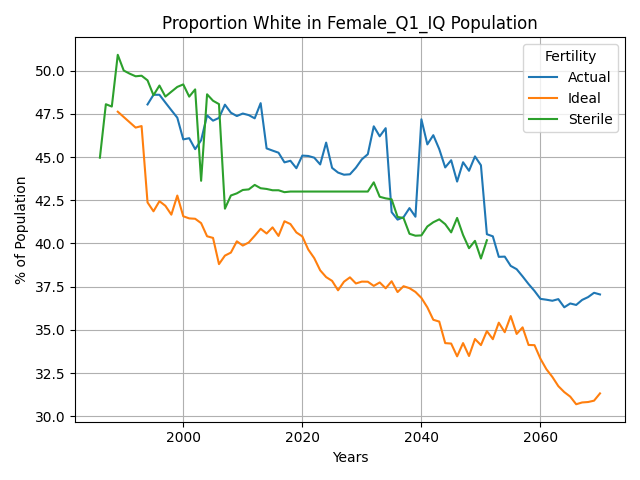 Proportion White in Female_Q1_IQ Population
Fertility
Actual
Ideal
Sterile
% of Population
50.0
47.5
45.0
42.5
40.0
37.5
35.0
32.5
30.0
2000
2020
2040
2060
Years